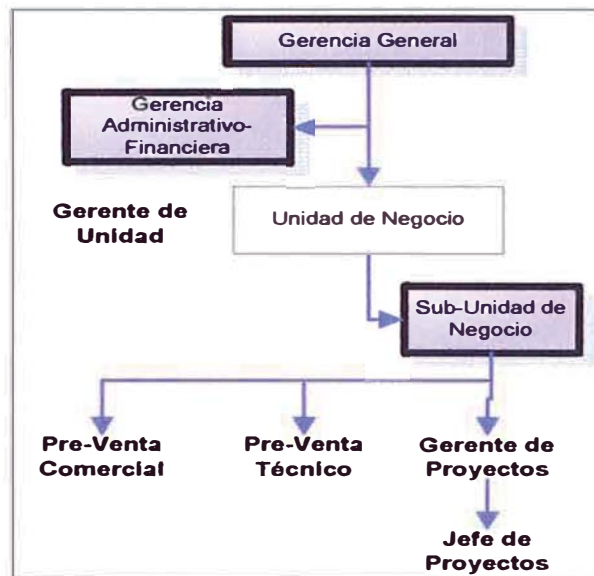 Gerencia General
Gerencia
Administrativo-
Financiera
Gerente de
Unidad
Unidad de Negocio
Sub-Unidad de
Negocio
Pre-Venta
Comercial
Pre-Venta
Técnico
Gerente de
Proyectos
Jefe de
Proyectos